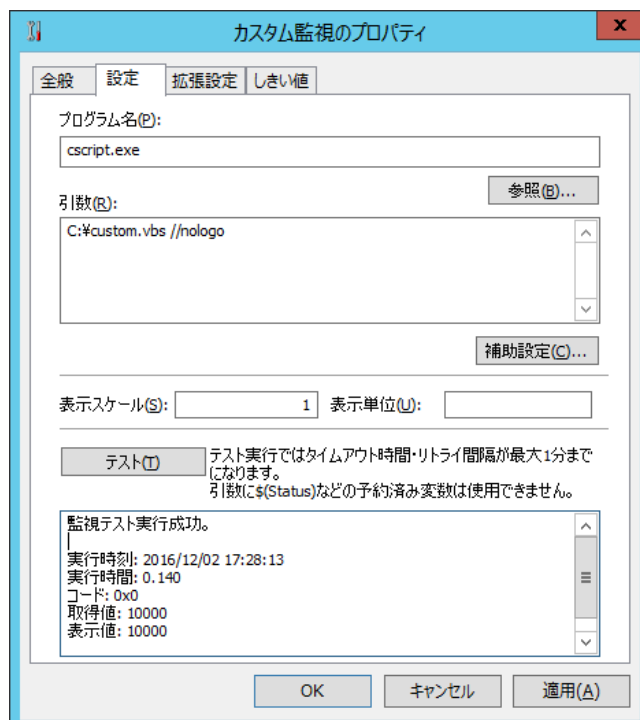 カスタム監視のプロパティ
x
全般 設定 拡張設定 しきい値
プログラム名(P):
cscript.exe
参照(B)...
引数(R):
C:¥custom.vbs //nologo
補助設定(C)...
表示スケール(S): 1 表示単位(U):
テスト(T)
テスト実行ではタイムアウト時間・リトライ間隔が最大1分まで
になります。
引数に$(Status)などの予約済み変数は使用できません。
監視テスト実行成功。
実行時刻: 2016/12/02 17:28:13
実行時間: 0.140
コード: 0x0
取得値: 10000
表示値: 10000
OK キャンセル 適用(A)